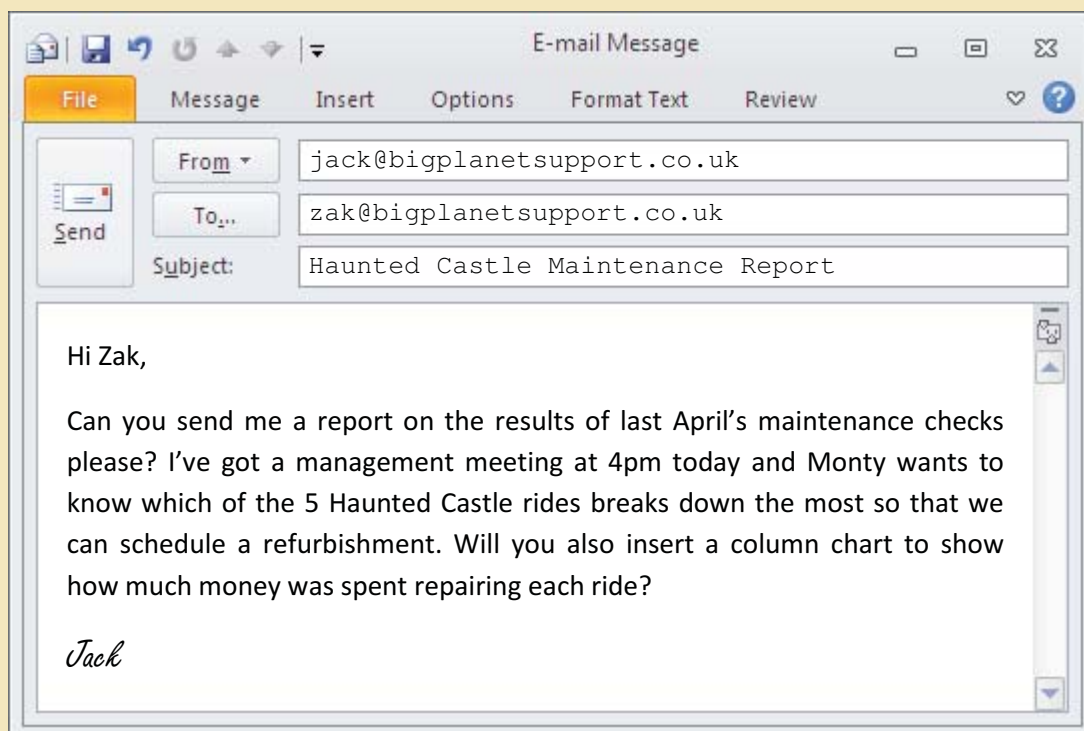 E-mail Message
File Message Insert Options Format Text Review
From
jack@bigplanetsupport.co.uk
To...
zak@bigplanetsupport.co.uk
Send
Subject:
Haunted Castle Maintenance Report
Hi Zak,
Can you send me a report on the results of last April’s maintenance checks
please? I’ve got a management meeting at 4pm today and Monty wants to
know which of the 5 Haunted Castle rides breaks down the most so that we
can schedule a refurbishment. Will you also insert a column chart to show
how much money was spent repairing each ride?
Jack